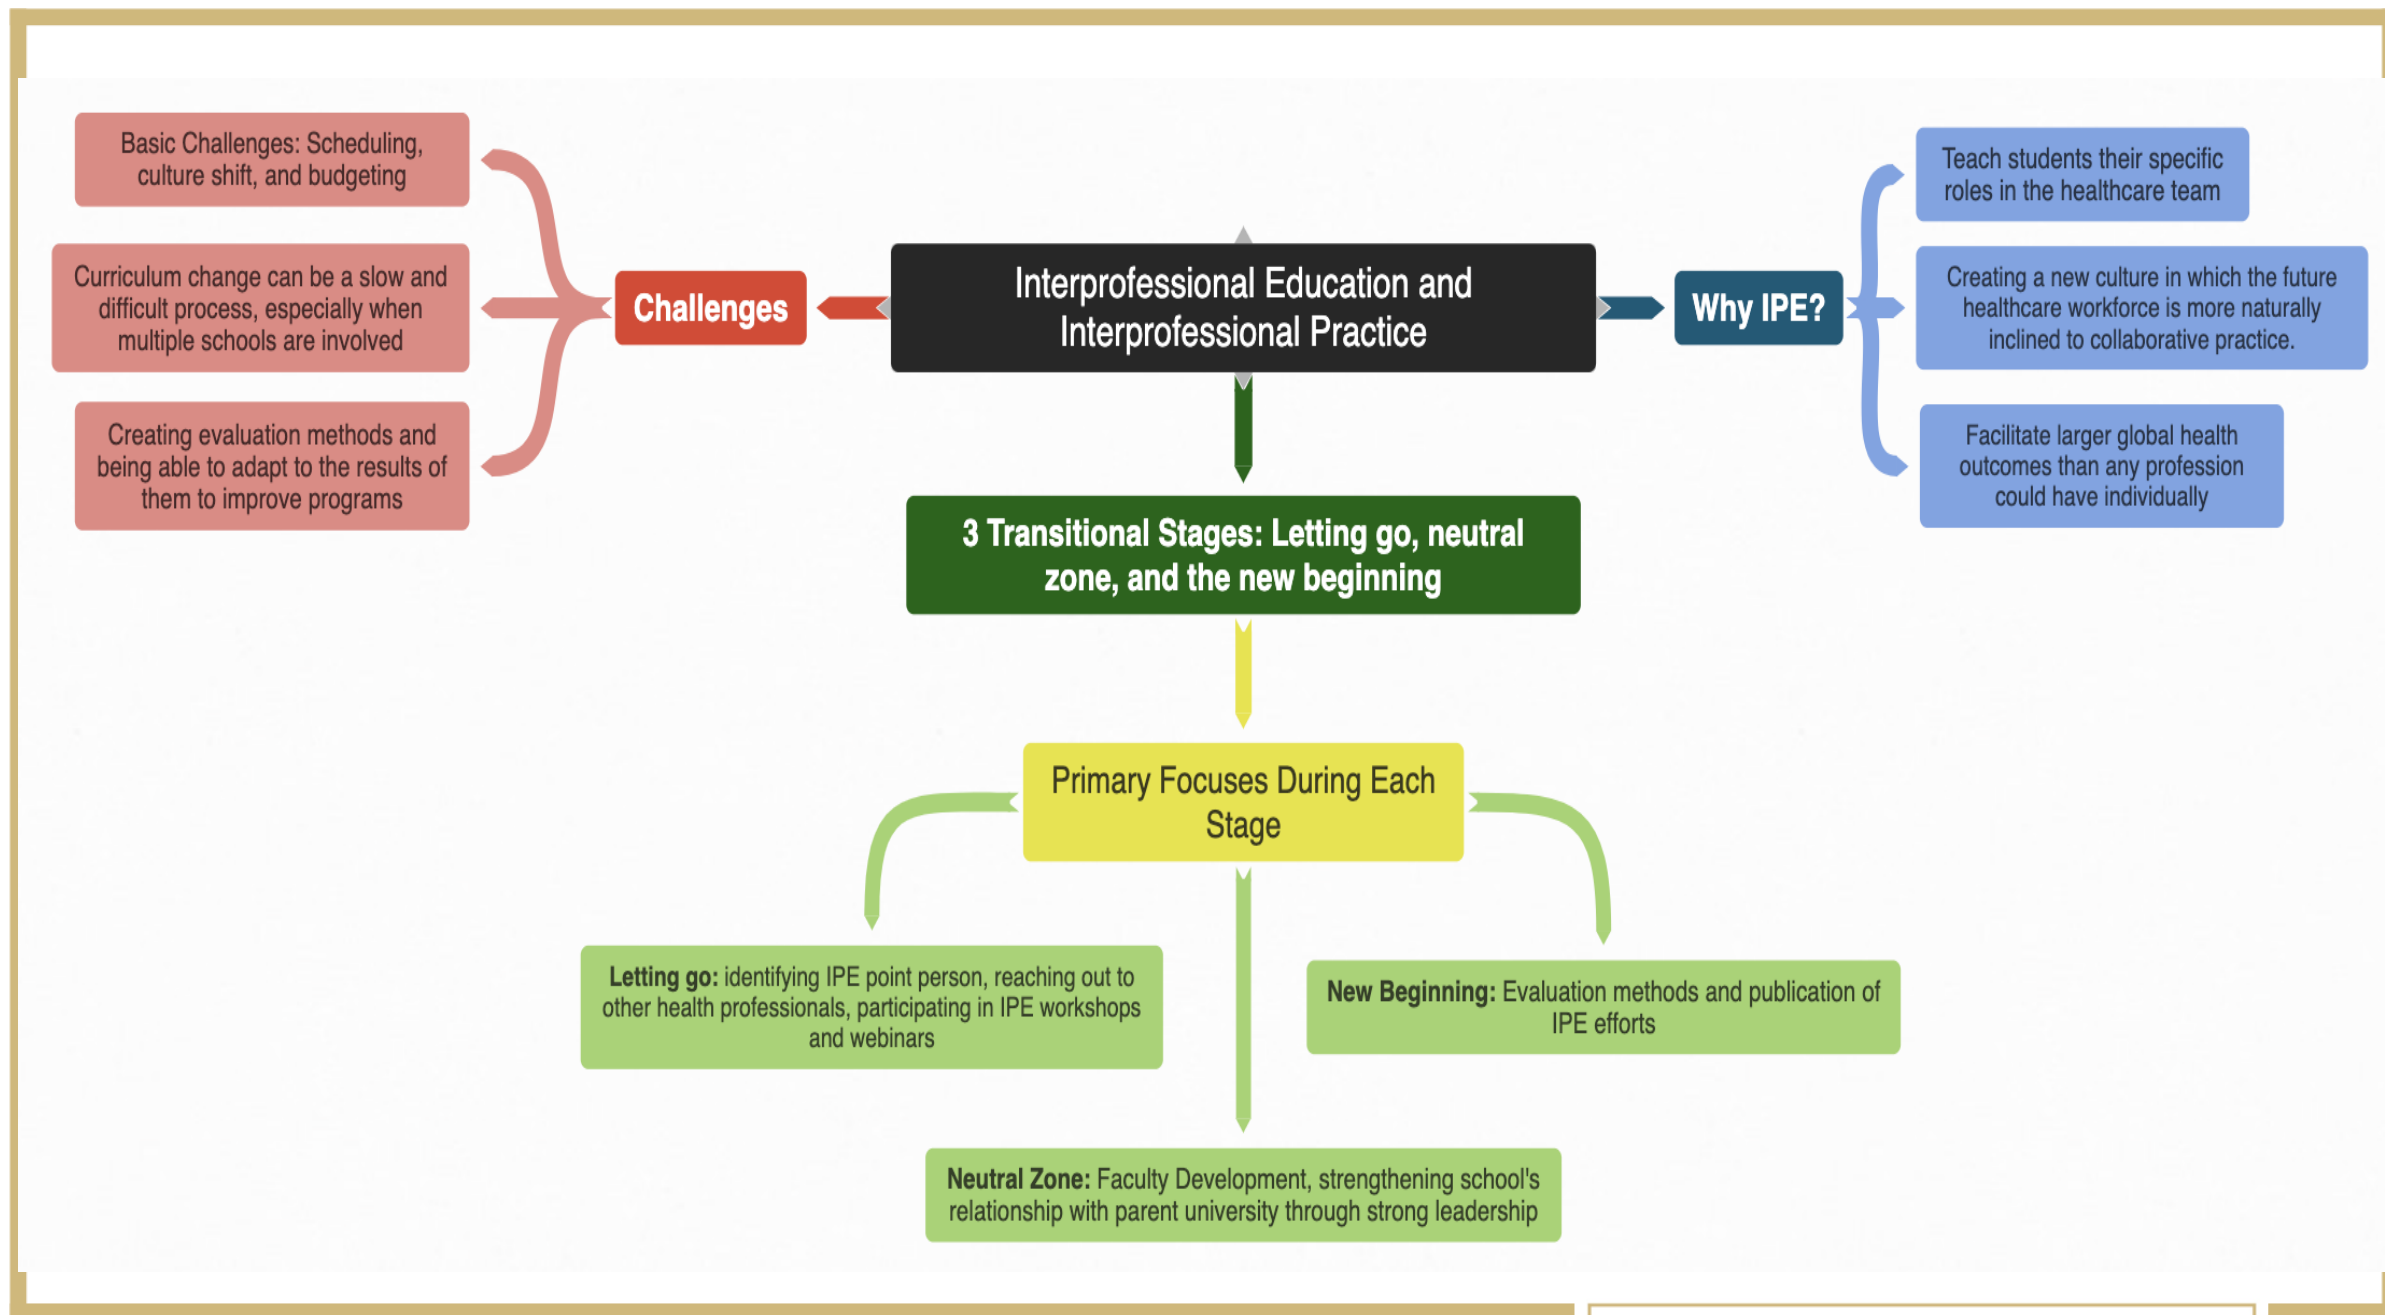 Basic Challenges: Scheduling,
culture shift, and budgeting
Curriculum change can be a slow and
difficult process, especially when
multiple schools are involved
Creating evaluation methods and
being able to adapt to the results of
them to improve programs
Challenges
Interprofessional Education and
Interprofessional Practice
Why IPE?
Teach students their specific
roles in the healthcare team
Creating a new culture in which the future
healthcare workforce is more naturally
inclined to collaborative practice.
Facilitate larger global health
outcomes than any profession
could have individually
3 Transitional Stages: Letting go, neutral
zone, and the new beginning
Primary Focuses During Each
Stage
Letting go: identifying IPE point person, reaching out to
other health professionals, participating in IPE workshops
and webinars
New Beginning: Evaluation methods and publication of
IPE efforts
Neutral Zone: Faculty Development, strengthening school's
relationship with parent university through strong leadership